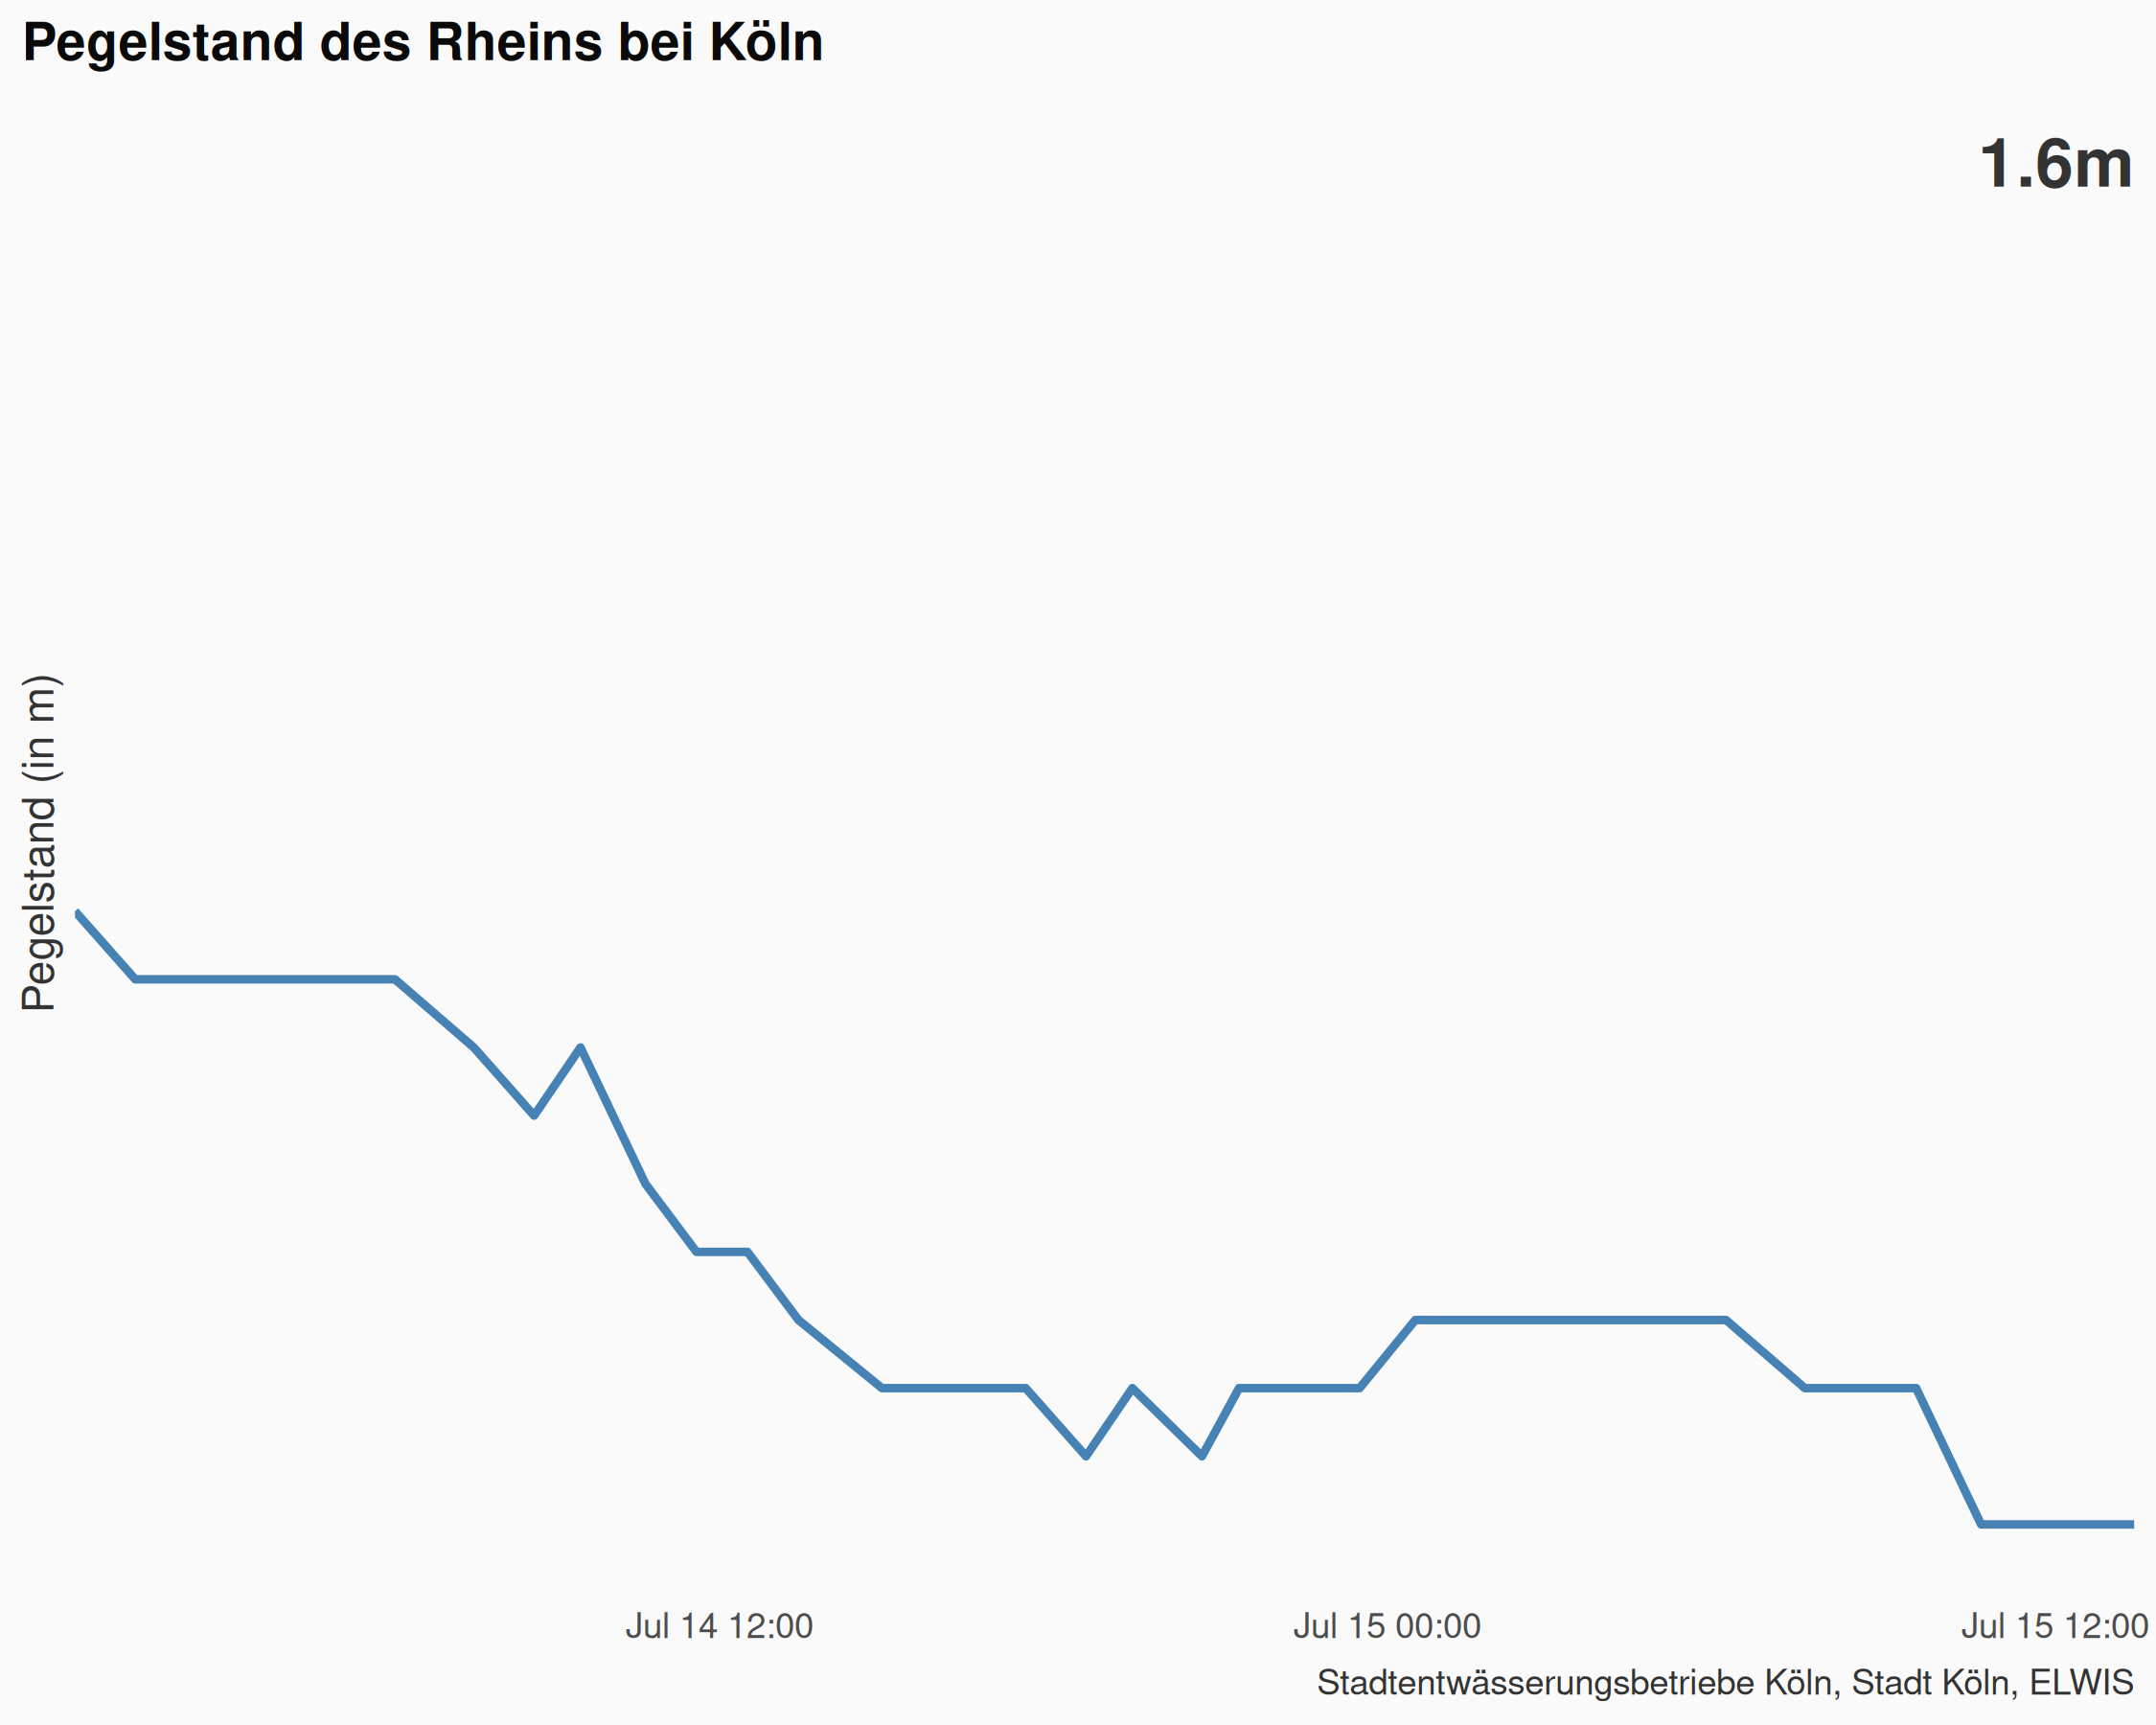 Pegelstand des Rheins bei Köln
1.6m
Pegelstand (in m)
Jul 14 12:00
Jul 15 00:00
Jul 15 12:00
Stadtentwässerungsbetriebe Köln, Stadt Köln, ELWIS